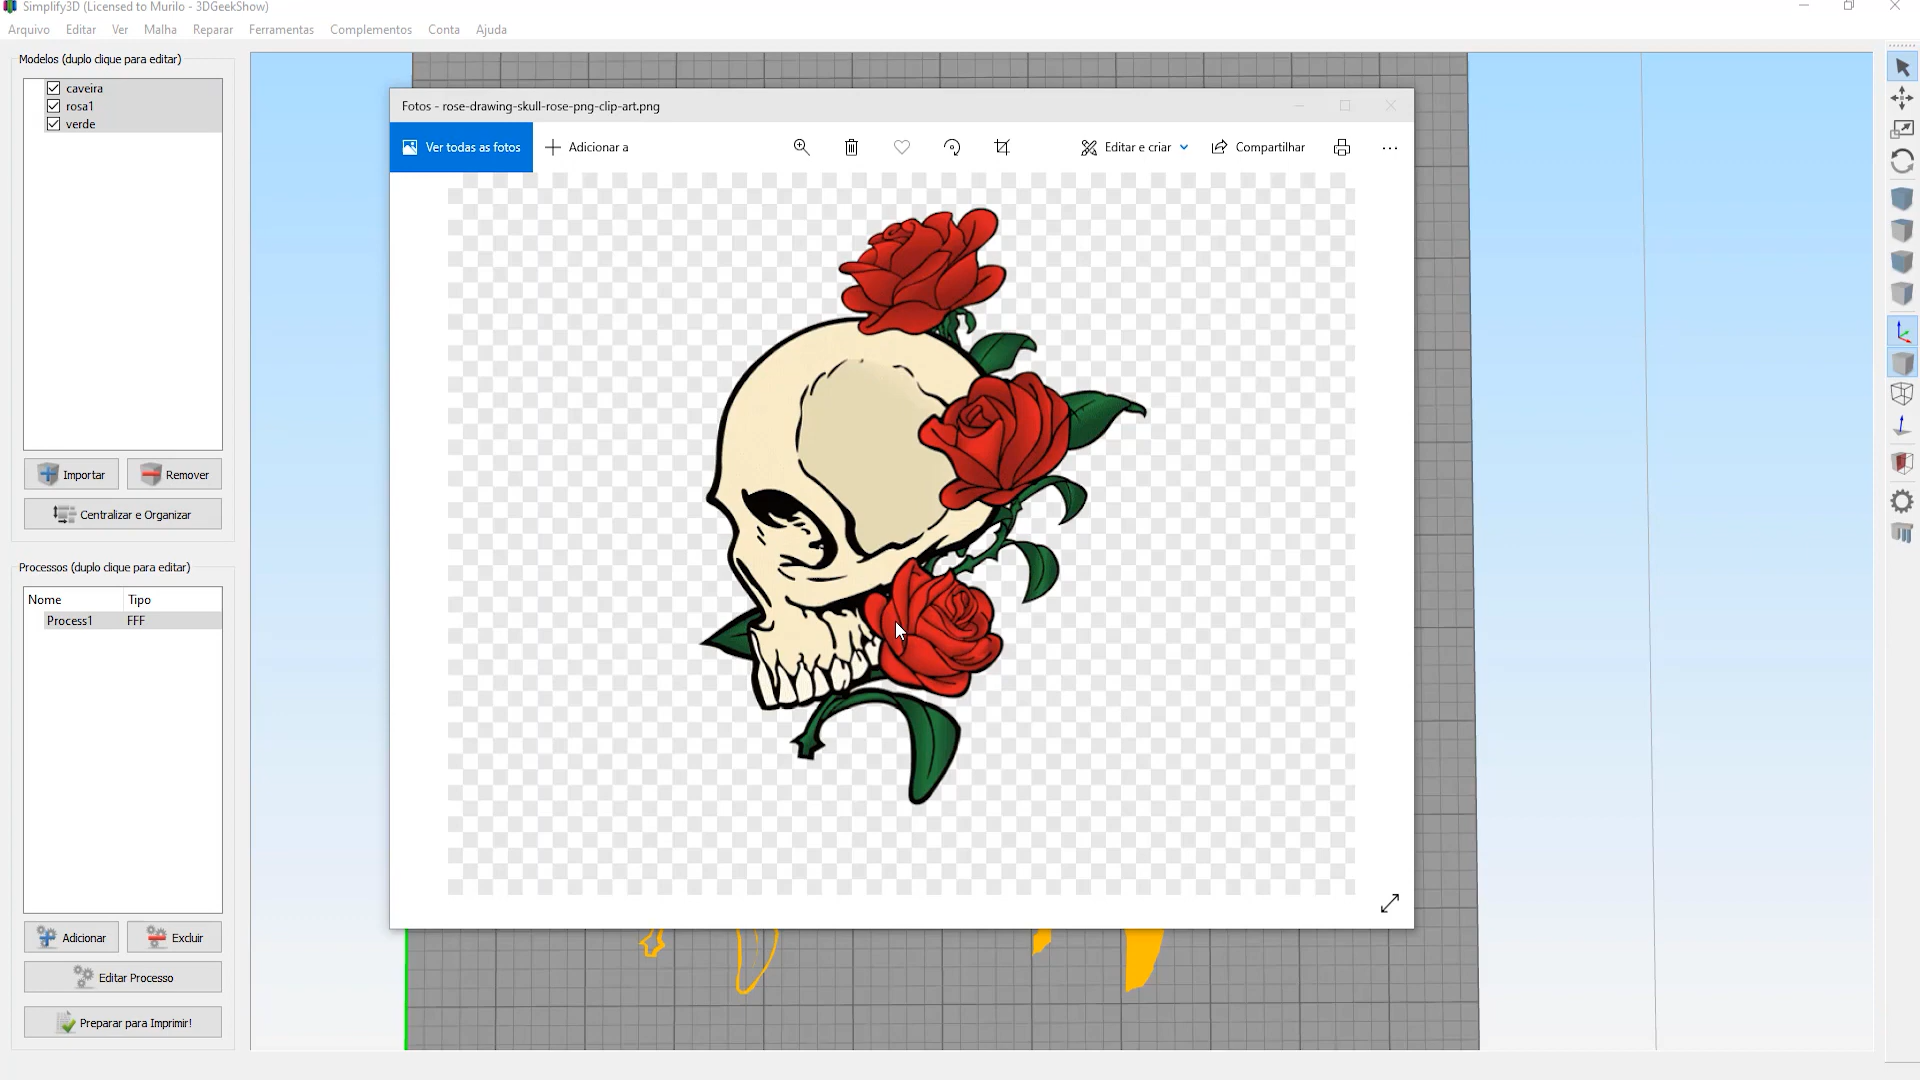 Simplify3D (Licensed to Murilo - 3DGeekShow)
Arquivo Editar Ver Malha Reparar Ferramentas Complementos Conta Ajuda
Modelos (duplo clique para editar)
caveira
rosa1
verde
Importar Remover
Centralizar e Organizar
Processos (duplo clique para editar)
Nome Tipo
Process1 FFF
Adicionar Excluir
Editar Processo
Preparar para Imprimir!
Fotos - rose-drawing-skull-rose-png-clip-art.png
Ver todas as fotos Adicionar a Editar e criar Compartilhar